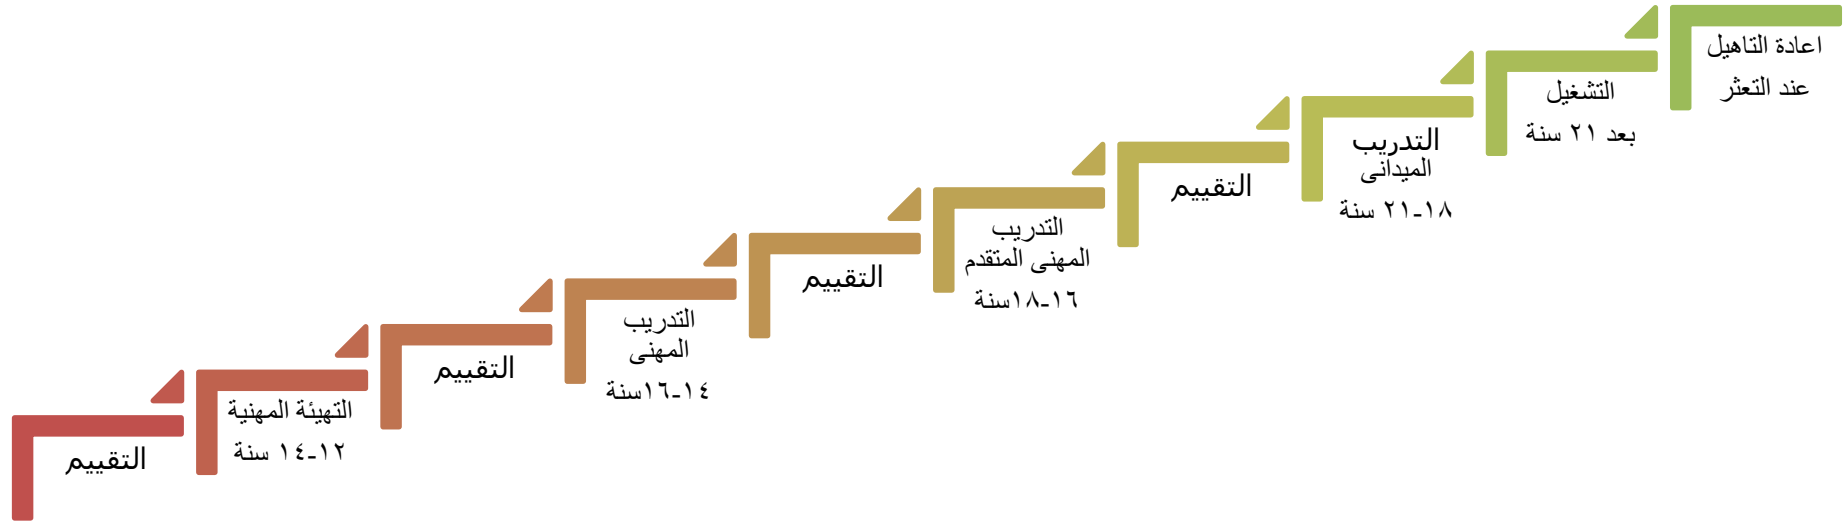 التقييم
التهيئة المهنية
١٢-١٤ سنة
التقييم
التدريب
المهنى
١٤-١٦سنة
التقييم
التدريب
المهنى المتقدم
١٦-١٨سنة
التقييم
التدريب
الميدانى
١٨-٢١ سنة
التشغيل
بعد ٢١ سنة
اعادة التاهيل
عند التعثر